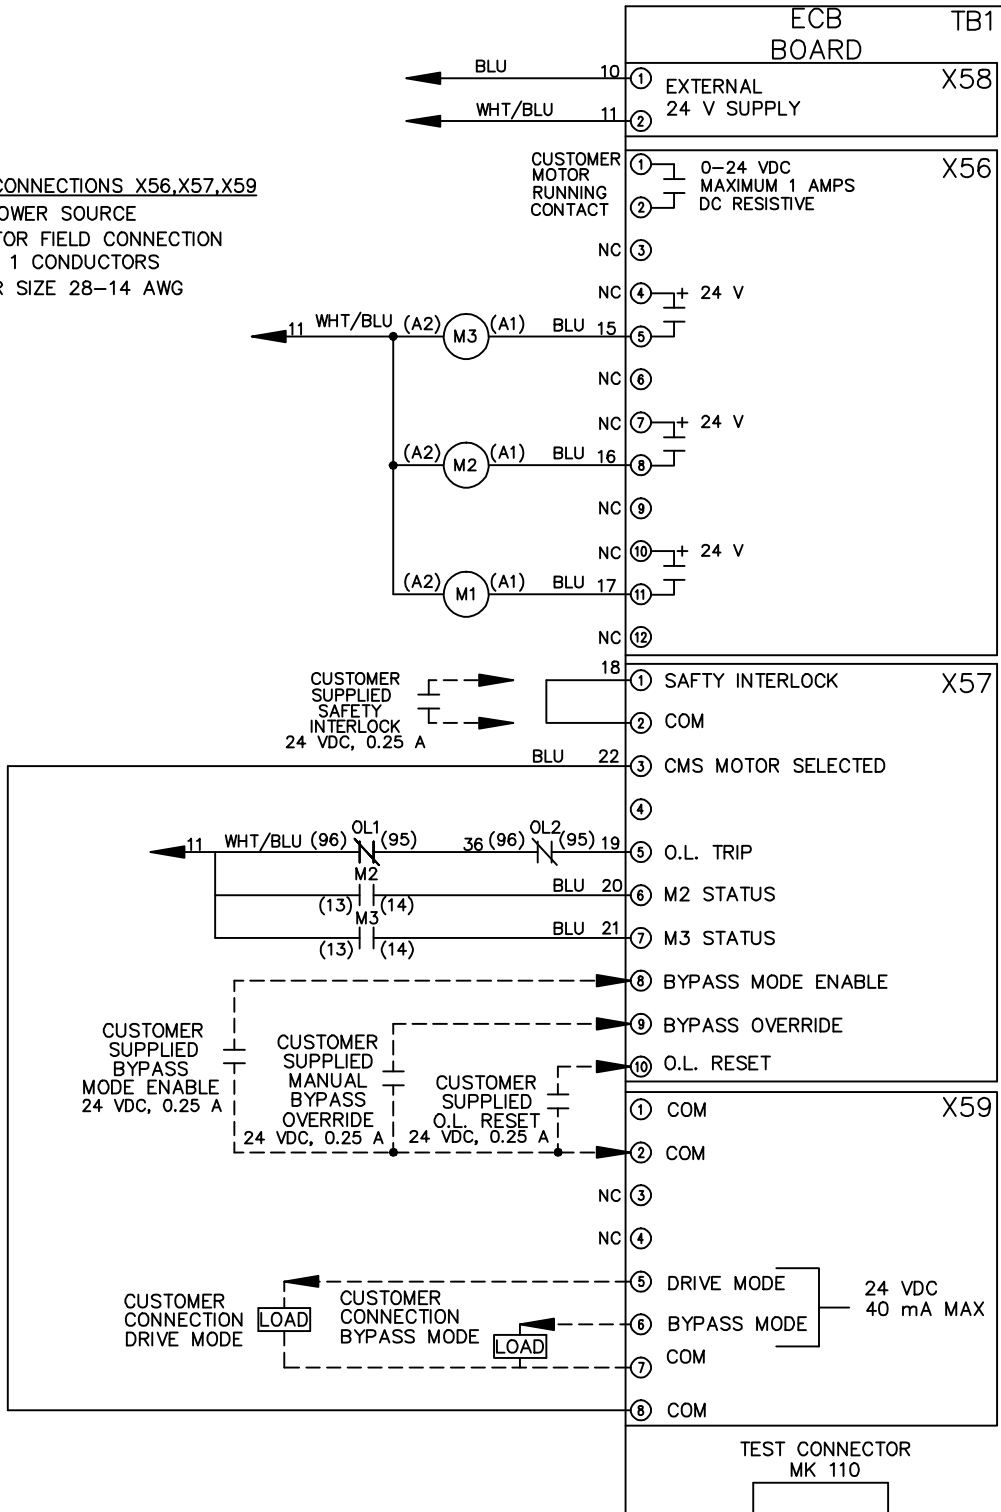 ECB TB1
BOARD
BLU 10 1 EXTERNAL X58
WHT/BLU 11 2 24 V SUPPLY
CONNECTIONS X56,X57,X59
OWER SOURCE
TOR FIELD CONNECTION
1 CONDUCTORS
R SIZE 28-14 AWG
CUSTOMER
MOTOR
RUNNING
CONTACT
1
2
0-24 VDC
MAXIMUM 1 AMPS
DC RESISTIVE
X56
NC 3
NC 4 + 24 V
11 WHT/BLU (A2) M3 (A1) BLU 15 5
NC 6
NC 7 + 24 V
(A2) M2 (A1) BLU 16 8
NC 9
NC 10 + 24 V
(A2) M1 (A1) BLU 17 11
NC 12
CUSTOMER
SUPPLIED
SAFETY
INTERLOCK
24 VDC, 0.25 A
18 1 SAFTY INTERLOCK X57
2 COM
BLU 22 3 CMS MOTOR SELECTED
4
11 WHT/BLU (96) OL1 (95) 36 (96) OL2 (95) 19 5 O.L. TRIP
M2
(13) (14) BLU 20 6 M2 STATUS
M3
(13) (14) BLU 21 7 M3 STATUS
8 BYPASS MODE ENABLE
9 BYPASS OVERRIDE
10 O.L. RESET
CUSTOMER
SUPPLIED
BYPASS
MODE ENABLE
24 VDC, 0.25 A
CUSTOMER
SUPPLIED
MANUAL
BYPASS
OVERRIDE
24 VDC, 0.25 A
CUSTOMER
SUPPLIED
O.L. RESET
24 VDC, 0.25 A
1 COM X59
2 COM
NC 3
NC 4
5 DRIVE MODE
6 BYPASS MODE
24 VDC
40 mA MAX
7 COM
8 COM
CUSTOMER
CONNECTION
DRIVE MODE
LOAD
CUSTOMER
CONNECTION
BYPASS MODE
LOAD
TEST CONNECTOR
MK 110